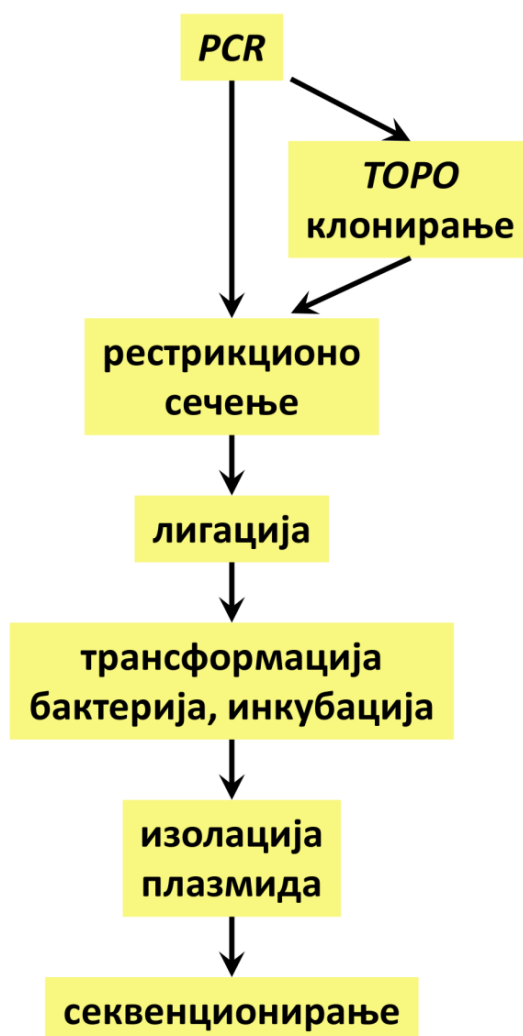 PCR
TOPO
клонирање
рестрикционо
сечење
лигација
трансформација
бактерија, инкубација
изолација
плазмида
секвенционирање